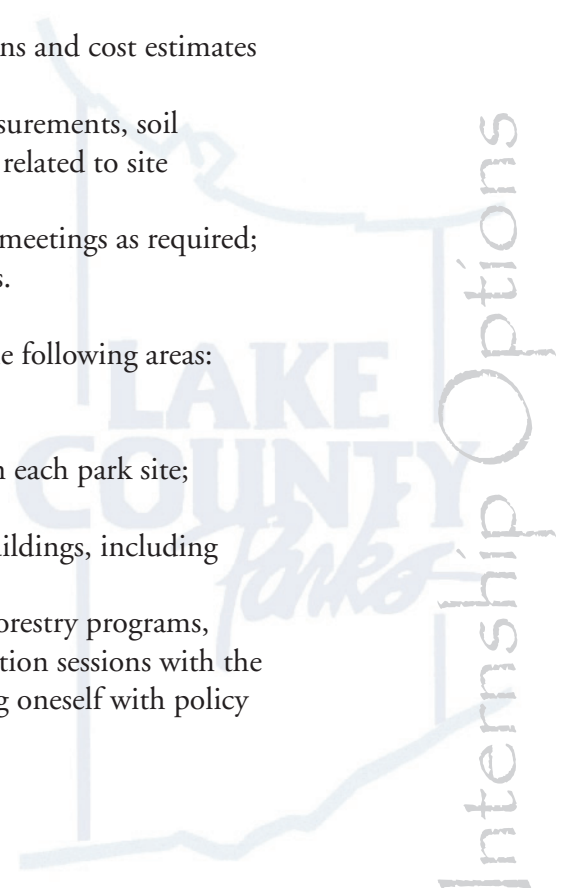 ns and cost estimates
surements, soil
related to site
meetings as required;
s.
e following areas:
n each park site;
ildings, including
orestry programs,
tion sessions with the
g oneself with policy
LAKE
COUNTY
Parks
Internship Options